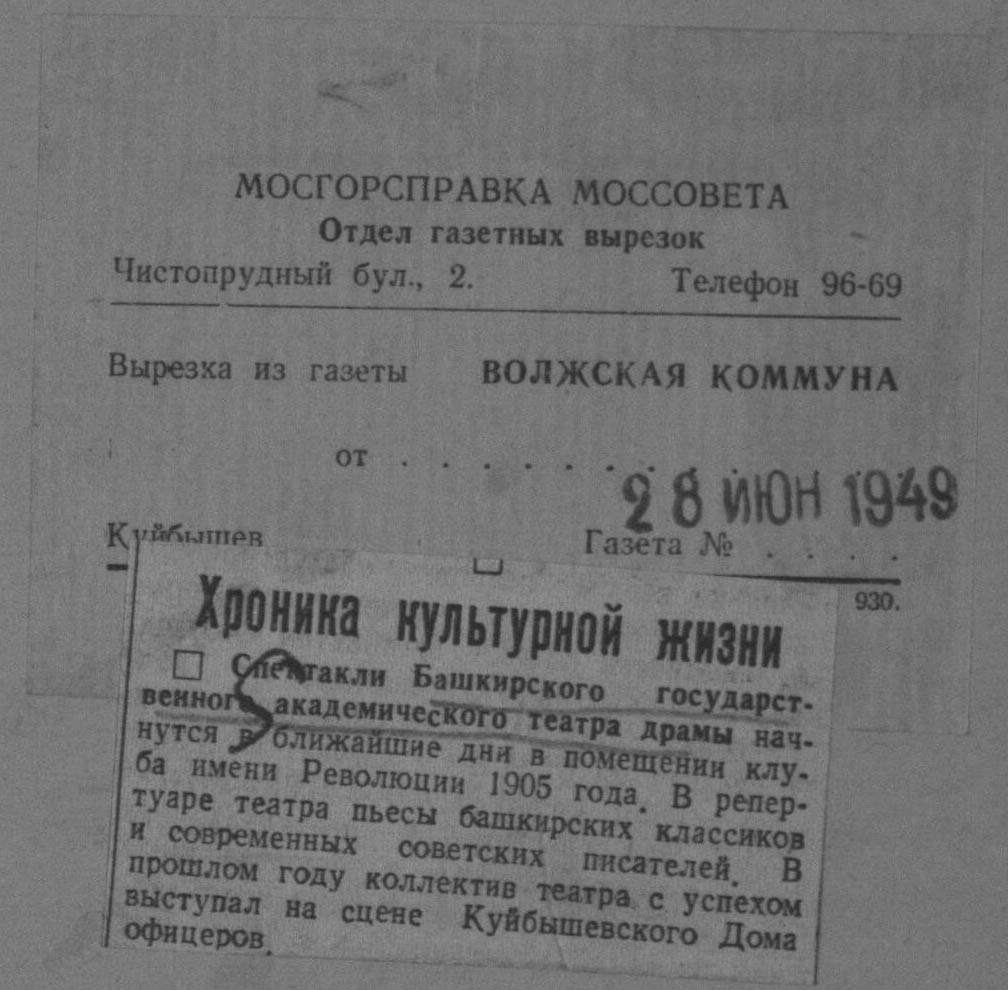 МОСГОРСПРАВКА МОССОВЕТА
Отдел газетных вырезок
Чистопрудный бул., 2. Телефон 96-69
Вырезка из газеты ВОЛЖСКАЯ КОММУНА
от . . . . . . . .
28 ИЮН 1949
Куйбышев Газета № . . . .
930.
Хроника культурной жизни
□ Спектакли Башкирского государст-
венного академического театра драмы нач-
нутся в ближайшие дни в помещении клу-
ба имени Революции 1905 года. В репер-
туаре театра пьесы башкирских классиков
и современных советских писателей. В
прошлом году коллектив театра с успехом
выступал на сцене Куйбышевского Дома
офицеров.